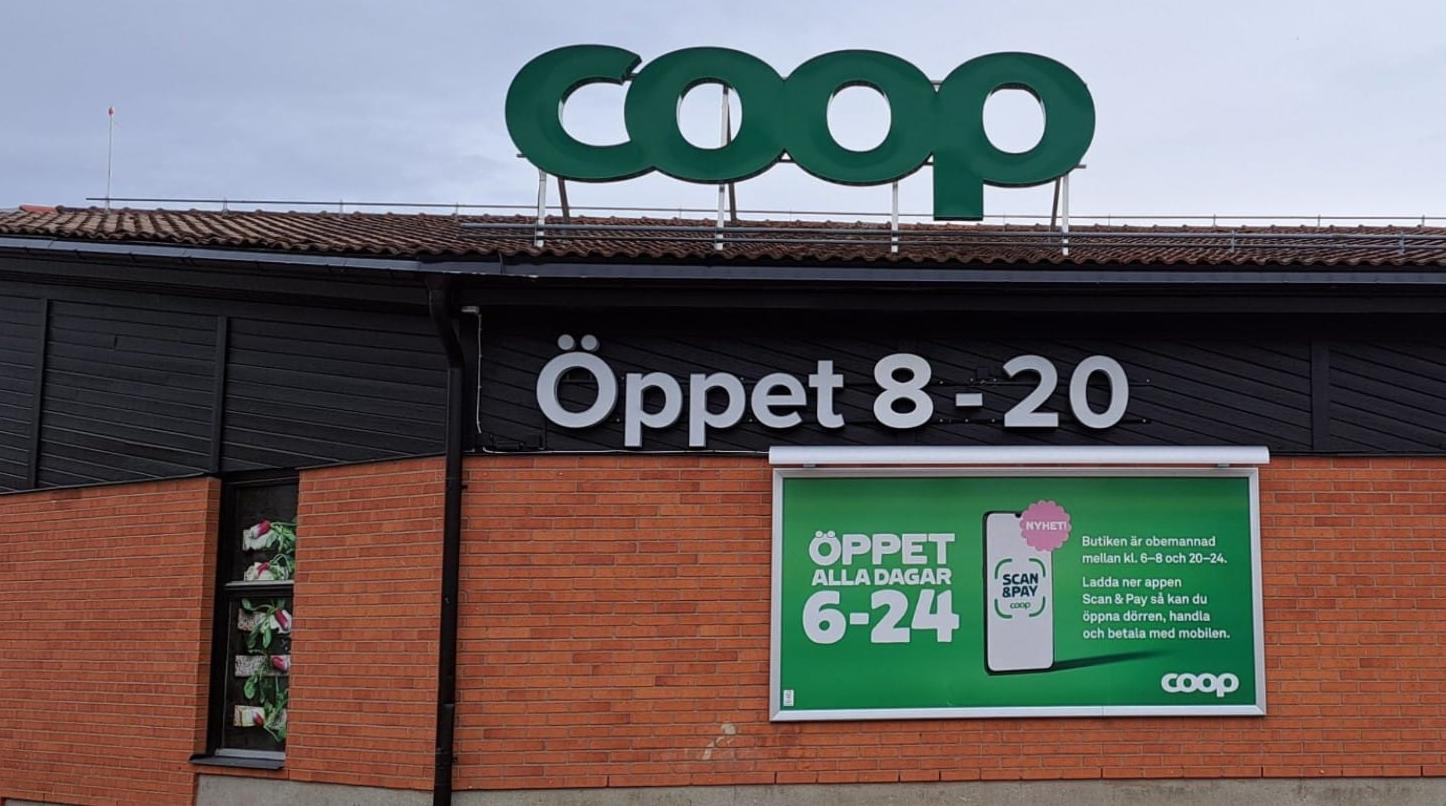 coop
Öppet 8-20
ÖPPET
ALLA DAGAR
6-24
NYHET!
SCAN
&PAY
coop
Butiken är obemannad
mellan kl. 6–8 och 20–24.
Ladda ner appen
Scan & Pay så kan du
öppna dörren, handla
och betala med mobilen.
coop